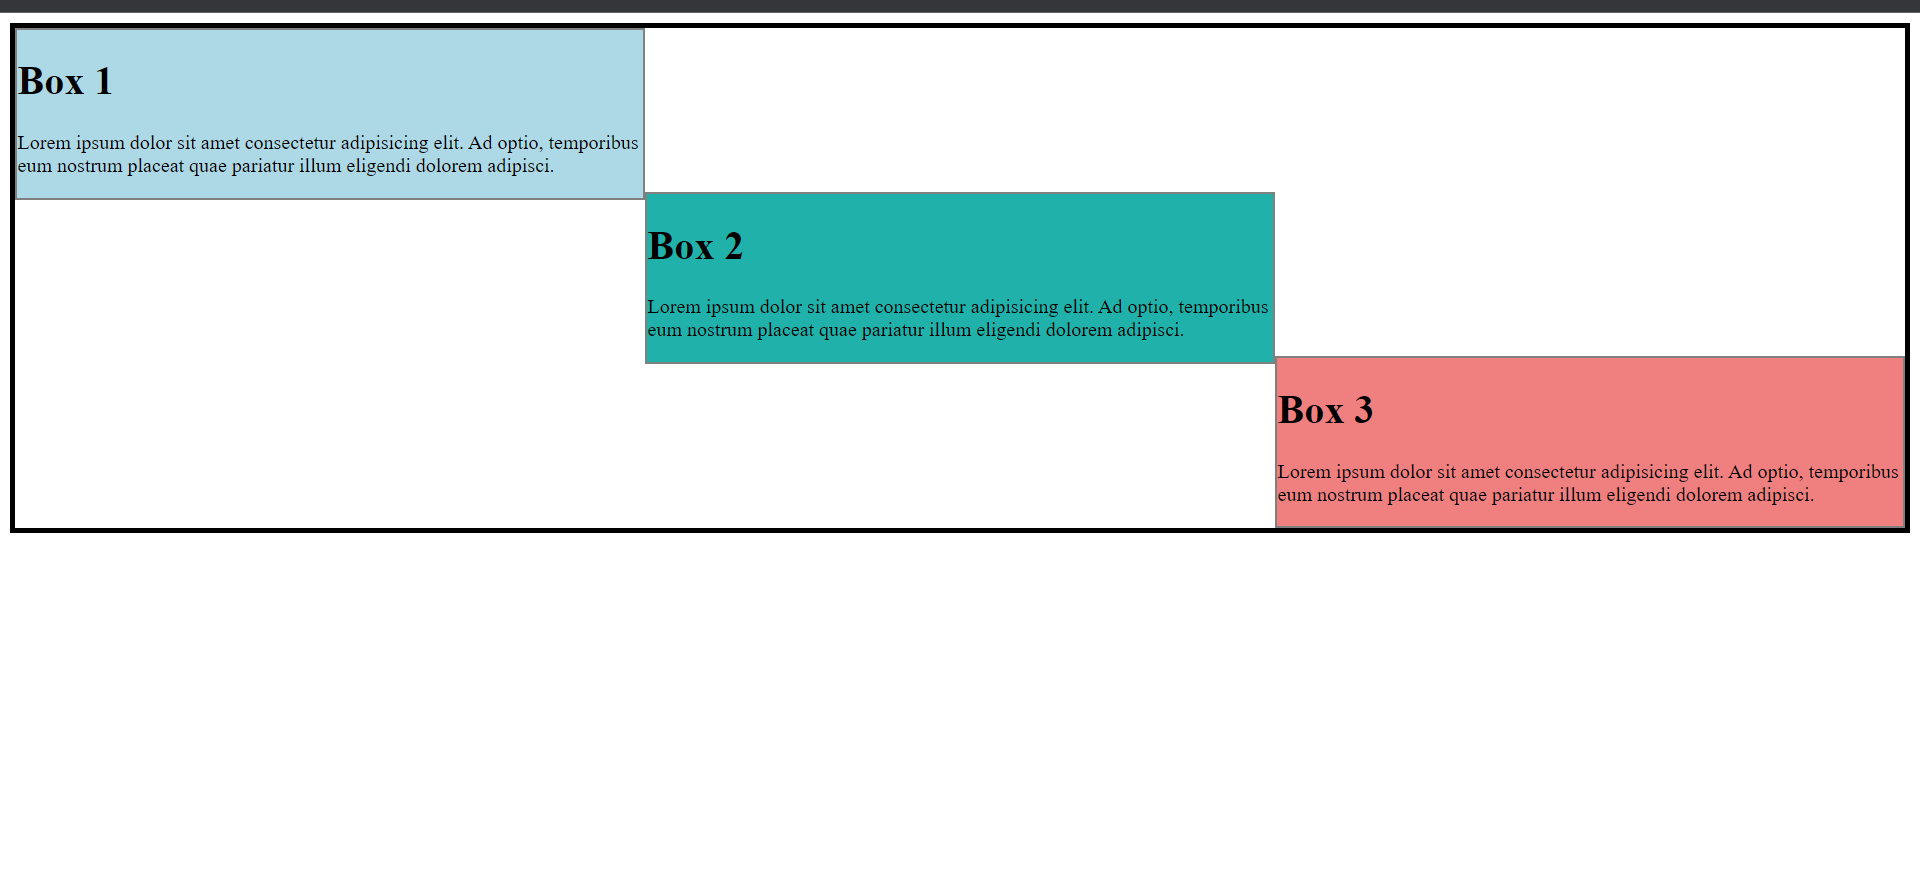 Box 1
Lorem ipsum dolor sit amet consectetur adipisicing elit. Ad optio, temporibus
eum nostrum placeat quae pariatur illum eligendi dolorem adipisci.
Box 2
Lorem ipsum dolor sit amet consectetur adipisicing elit. Ad optio, temporibus
eum nostrum placeat quae pariatur illum eligendi dolorem adipisci.
Box 3
Lorem ipsum dolor sit amet consectetur adipisicing elit. Ad optio, temporibus
eum nostrum placeat quae pariatur illum eligendi dolorem adipisci.